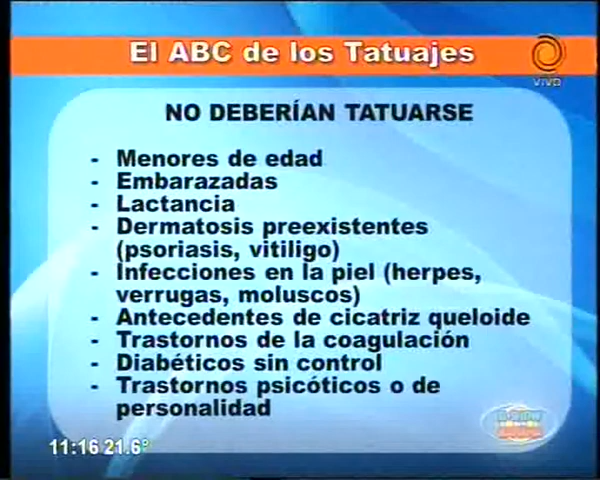 El ABC de los Tatuajes
VIVO
NO DEBERÍAN TATUARSE
- Menores de edad
- Embarazadas
- Lactancia
- Dermatosis preexistentes
(psoriasis, vitiligo)
- Infecciones en la piel (herpes,
verrugas, moluscos)
- Antecedentes de cicatriz queloide
- Trastornos de la coagulación
- Diabéticos sin control
- Trastornos psicóticos o de
personalidad
11:16 21.6º